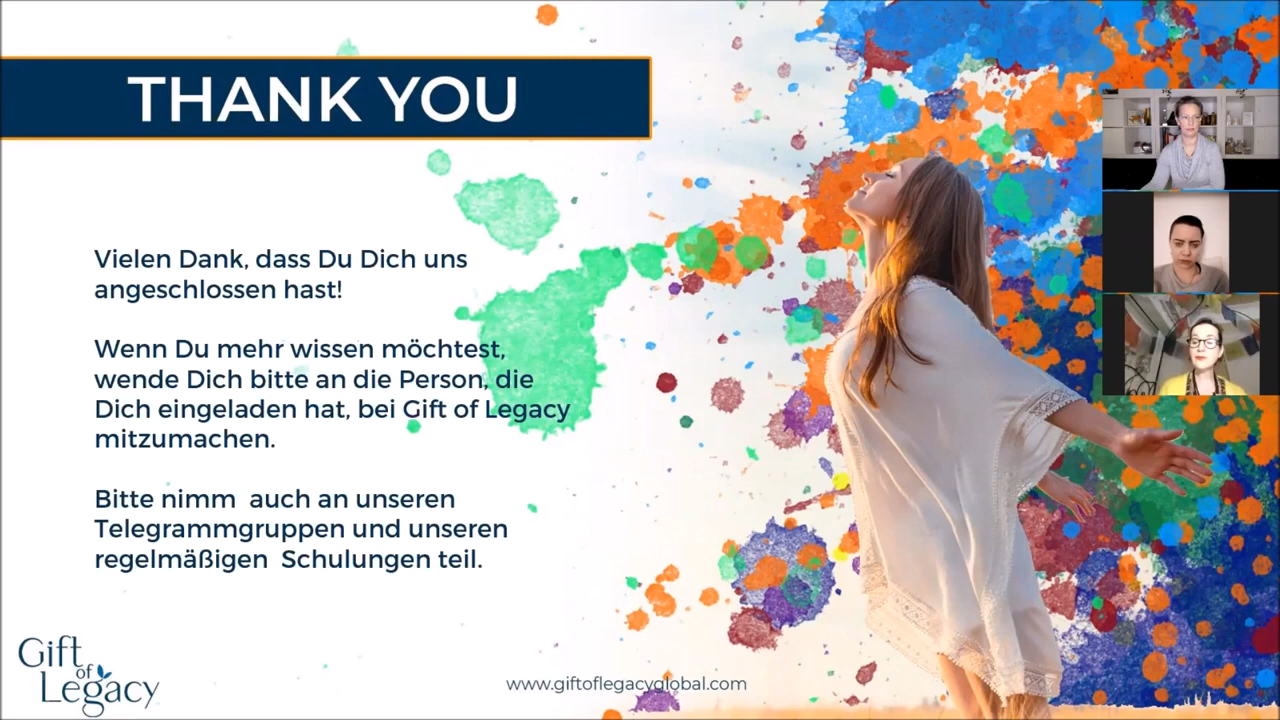 THANK YOU
Vielen Dank, dass Du Dich uns
angeschlossen hast!
Wenn Du mehr wissen möchtest,
wende Dich bitte an die Person, die
Dich eingeladen hat, bei Gift of Legacy
mitzumachen.
Bitte nimm  auch an unseren
Telegrammgruppen und unseren
regelmäßigen  Schulungen teil.
Gift
of
Legacy
www.giftoflegacyglobal.com